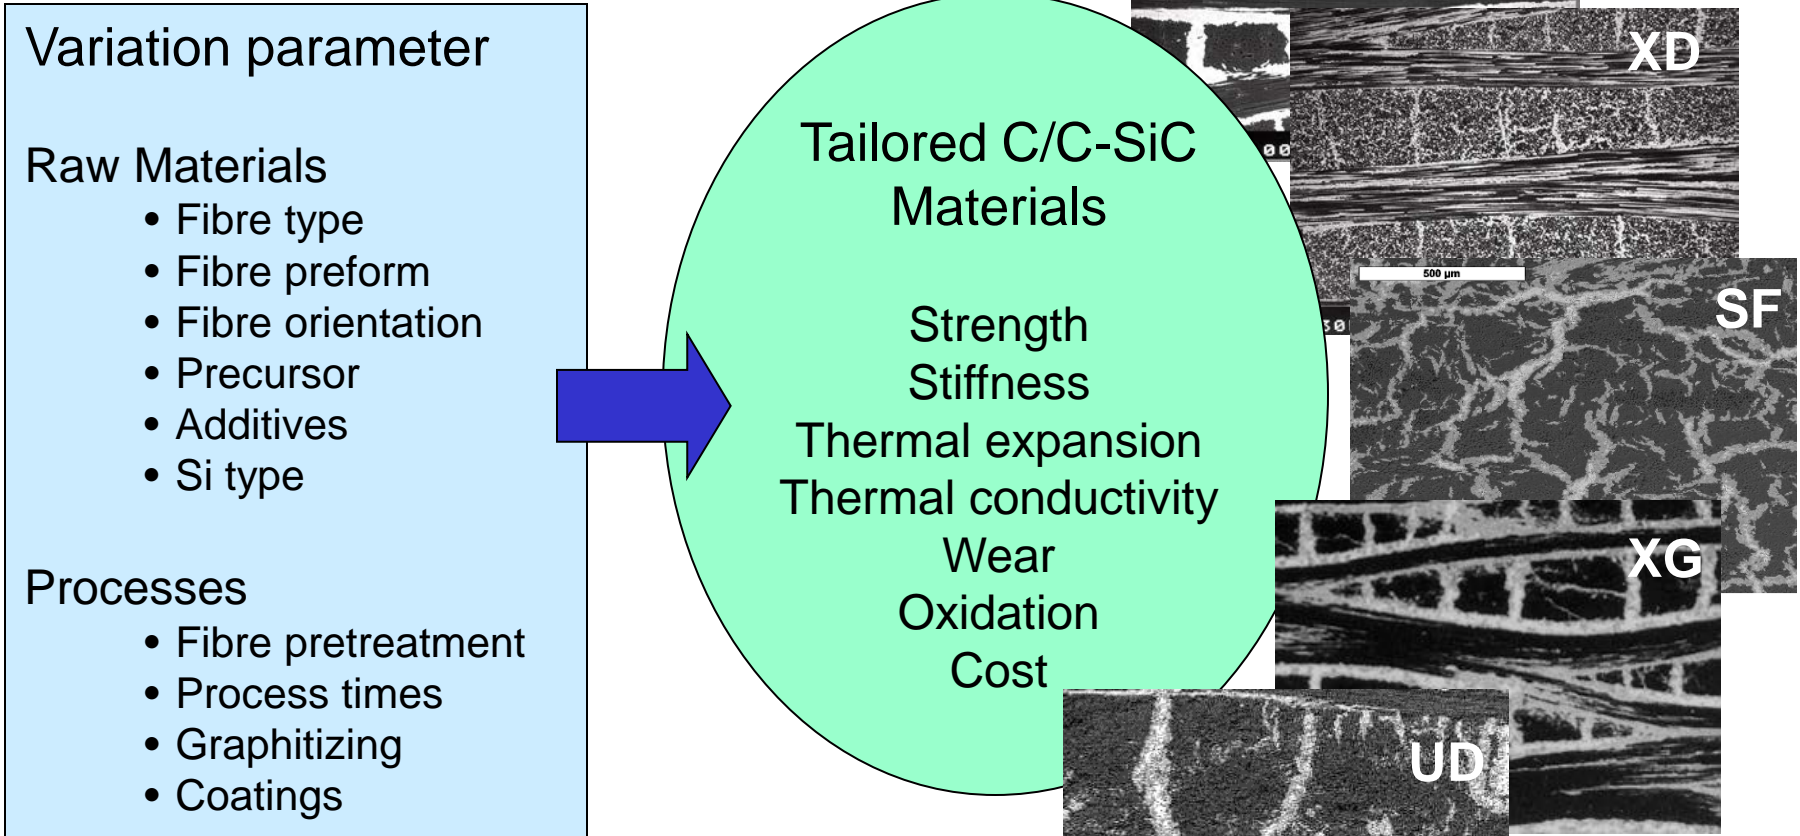 Variation parameter
Raw Materials
• Fibre type
• Fibre preform
• Fibre orientation
• Precursor
• Additives
• Si type
Processes
• Fibre pretreatment
• Process times
• Graphitizing
• Coatings
Tailored C/C-SiC
Materials
Strength
Stiffness
Thermal expansion
Thermal conductivity
Wear
Oxidation
Cost
XD
500 µm
SF
XG
UD